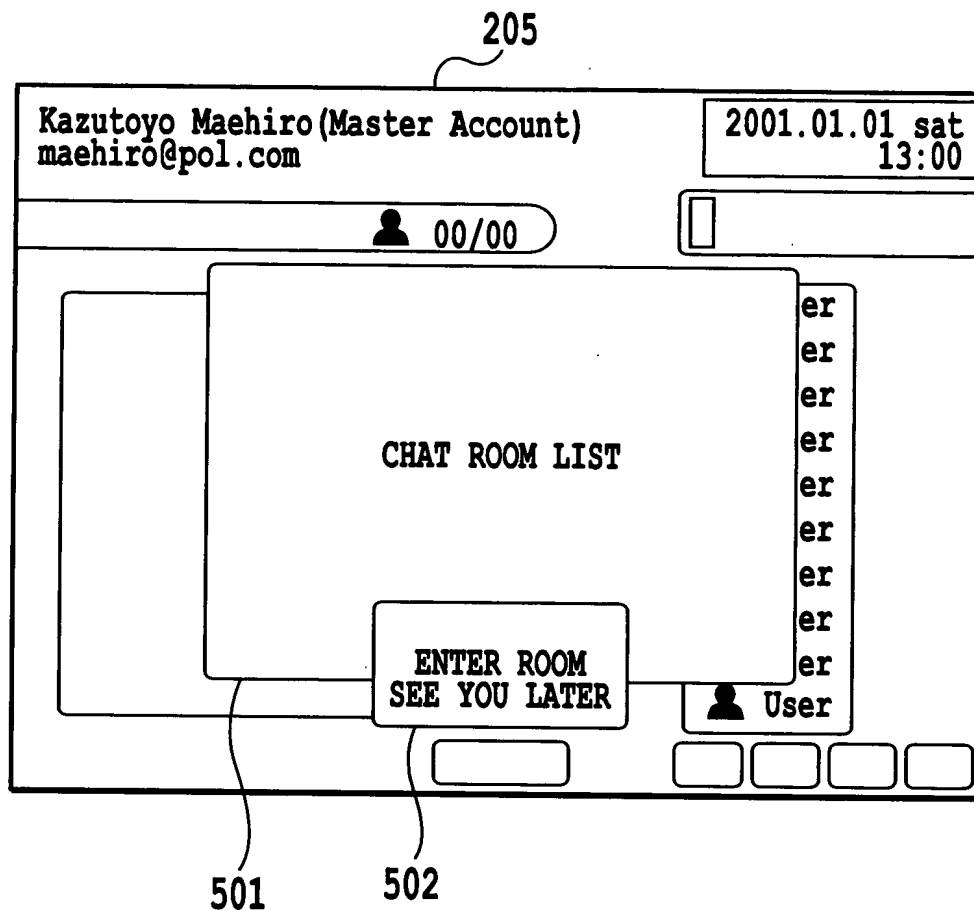 205
Kazutoyo Maehiro(Master Account)
maehiro@pol.com
2001.01.01 sat
13:00
00/00
er
er
er
er
er
er
er
er
er
User
CHAT ROOM LIST
ENTER ROOM
SEE YOU LATER
501
502